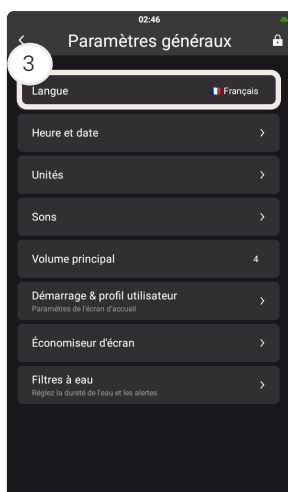 02:46
Paramètres généraux
3
Langue
Français
Heure et date
Unités
Sons
Volume principal
4
Démarrage & profil utilisateur
Paramètres de l'écran d'accueil
Économiseur d'écran
Filtres à eau
Réglez la dureté de l'eau et les alertes